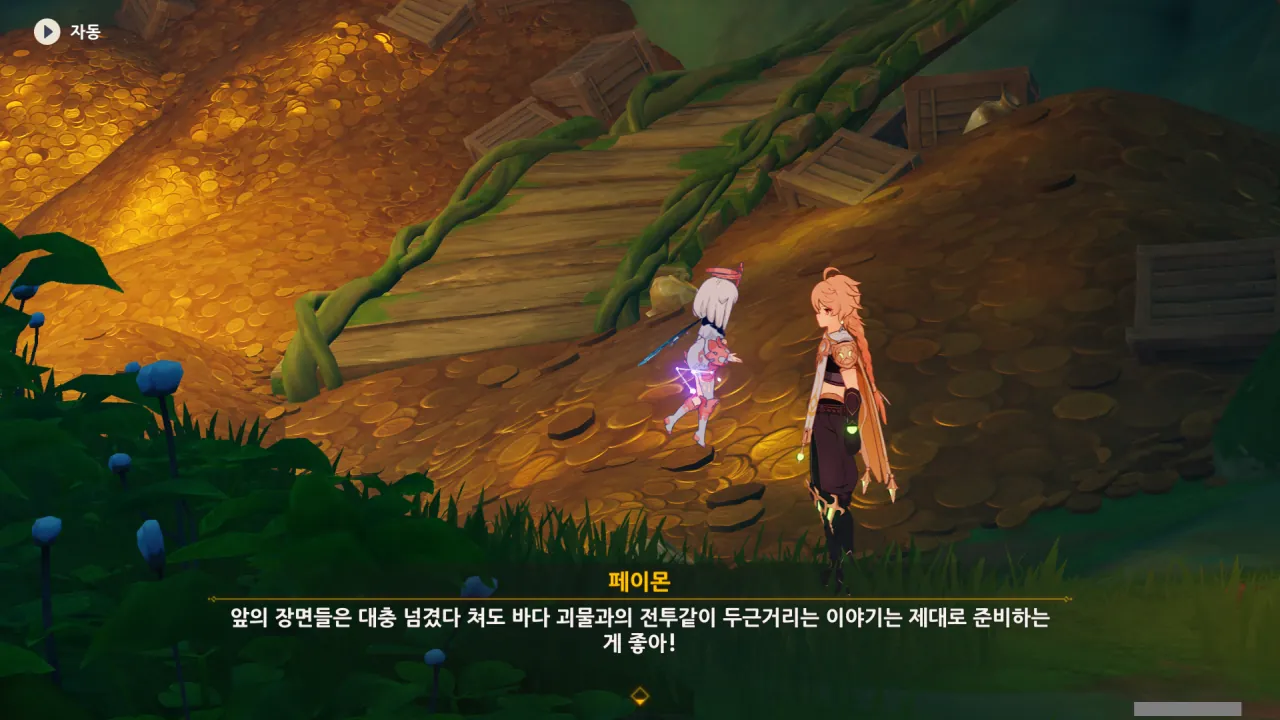 자동
페이몬
앞의 장면들은 대충 넘겼다 쳐도 바다 괴물과의 전투같이 두근거리는 이야기는 제대로 준비하는
게 좋아!